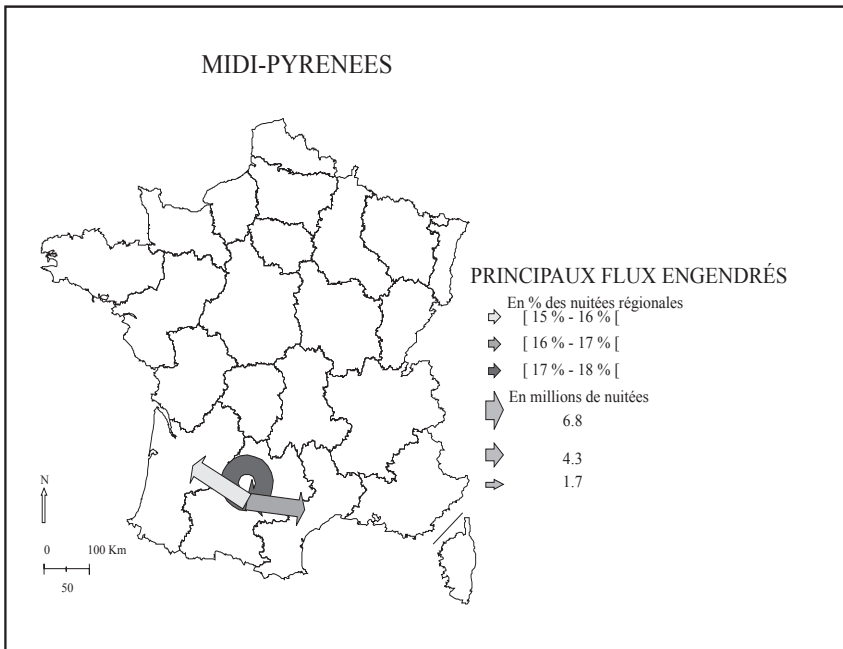 MIDI-PYRENEES
PRINCIPAUX FLUX ENGENDRÉS
En % des nuitées régionales
[ 15 % - 16 % [
[ 16 % - 17 % [
[ 17 % - 18 % [
En millions de nuitées
6.8
4.3
1.7
N
0 100 Km
50